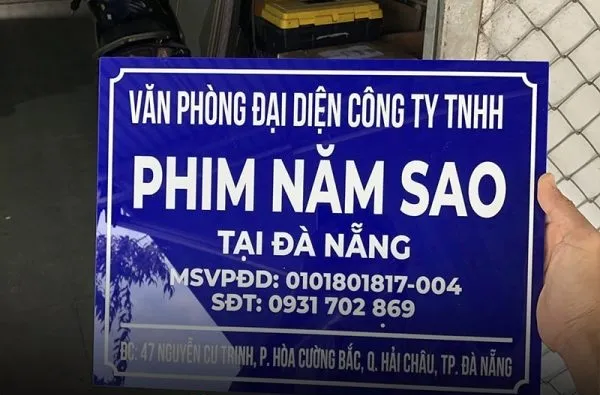 VĂN PHÒNG ĐẠI DIỆN CÔNG TY TNHH
PHIM NĂM SAO
TẠI ĐÀ NẴNG
MSVPĐD: 0101801817-004
SĐT: 0931 702 869
ĐC: 47 NGUYỄN CƯ TRINH, P. HÒA CƯỜNG BẮC, Q. HẢI CHÂU, TP. ĐÀ NẴNG